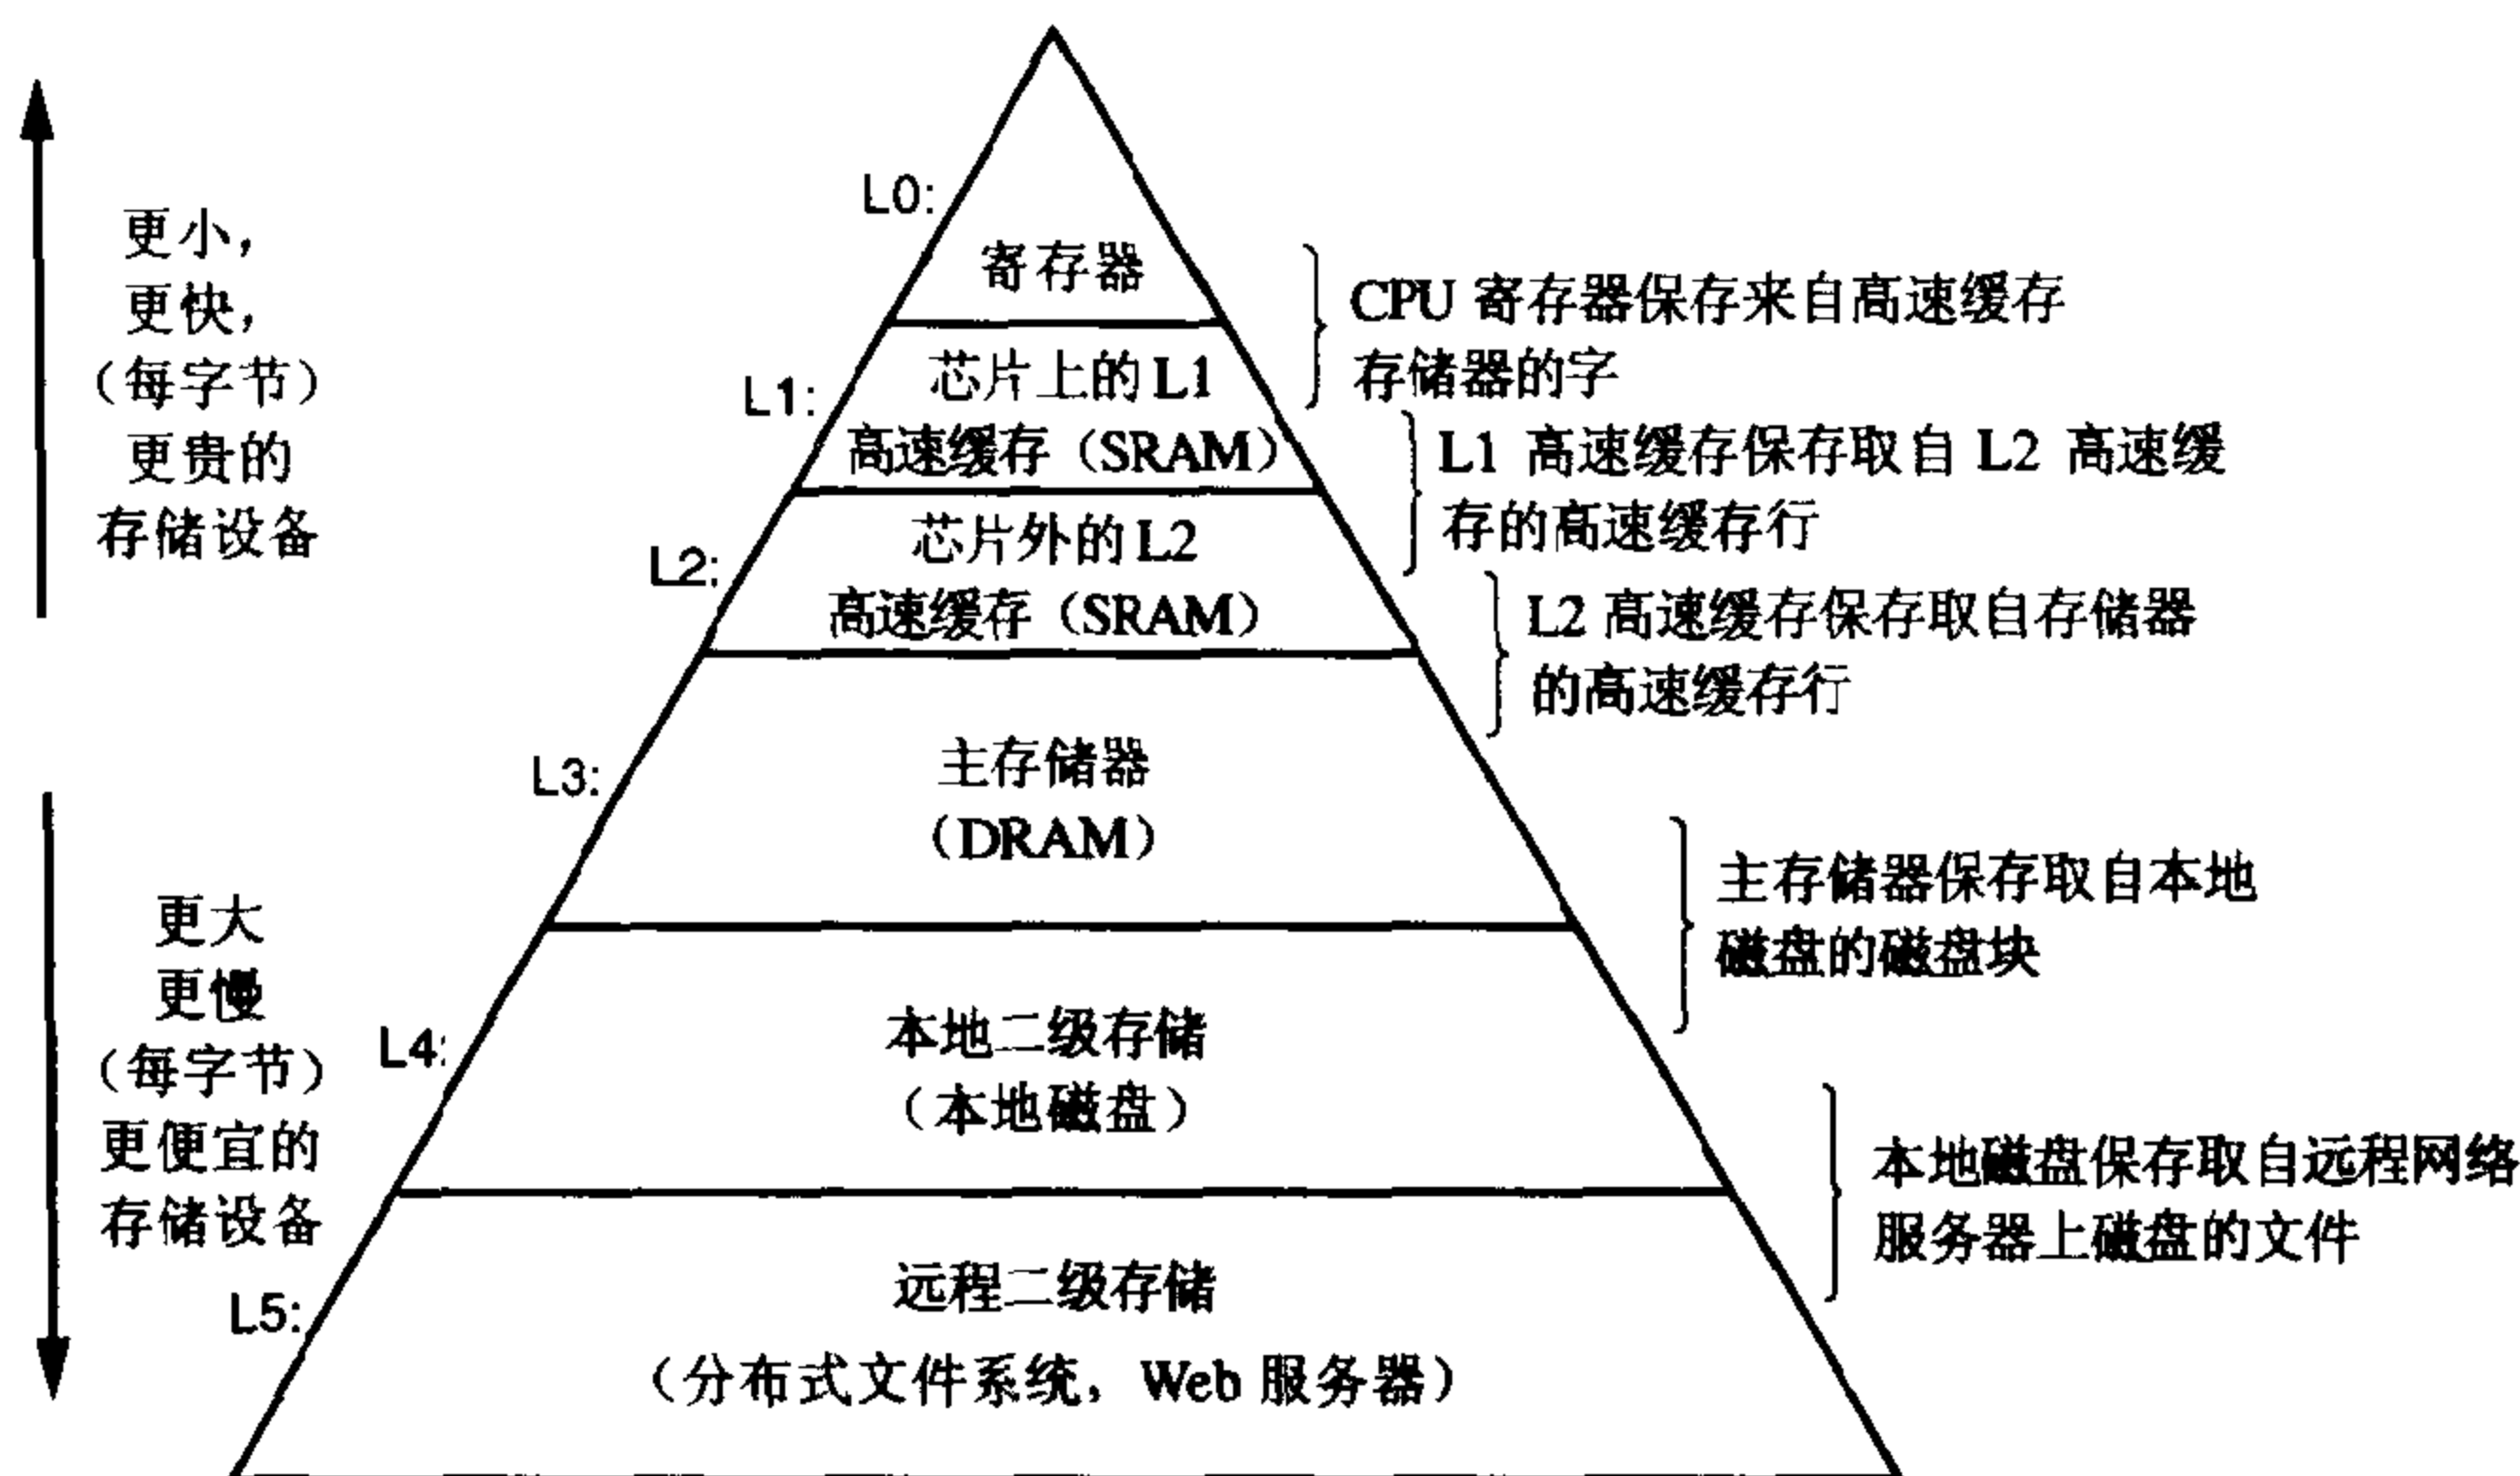 更小，
更快，
（每字节）
更贵的
存储设备
更大
更慢
（每字节）
更便宜的
存储设备
L0:
寄存器
L1:
芯片上的 L1
高速缓存（SRAM）
L2:
芯片外的 L2
高速缓存（SRAM）
L3:
主存储器
（DRAM）
L4:
本地二级存储
（本地磁盘）
L5:
远程二级存储
（分布式文件系统，Web 服务器）
CPU 寄存器保存来自高速缓存
存储器的字
L1 高速缓存保存取自 L2 高速缓
存的高速缓存行
L2 高速缓存保存取自存储器
的高速缓存行
主存储器保存取自本地
磁盘的磁盘块
本地磁盘保存取自远程网络
服务器上磁盘的文件